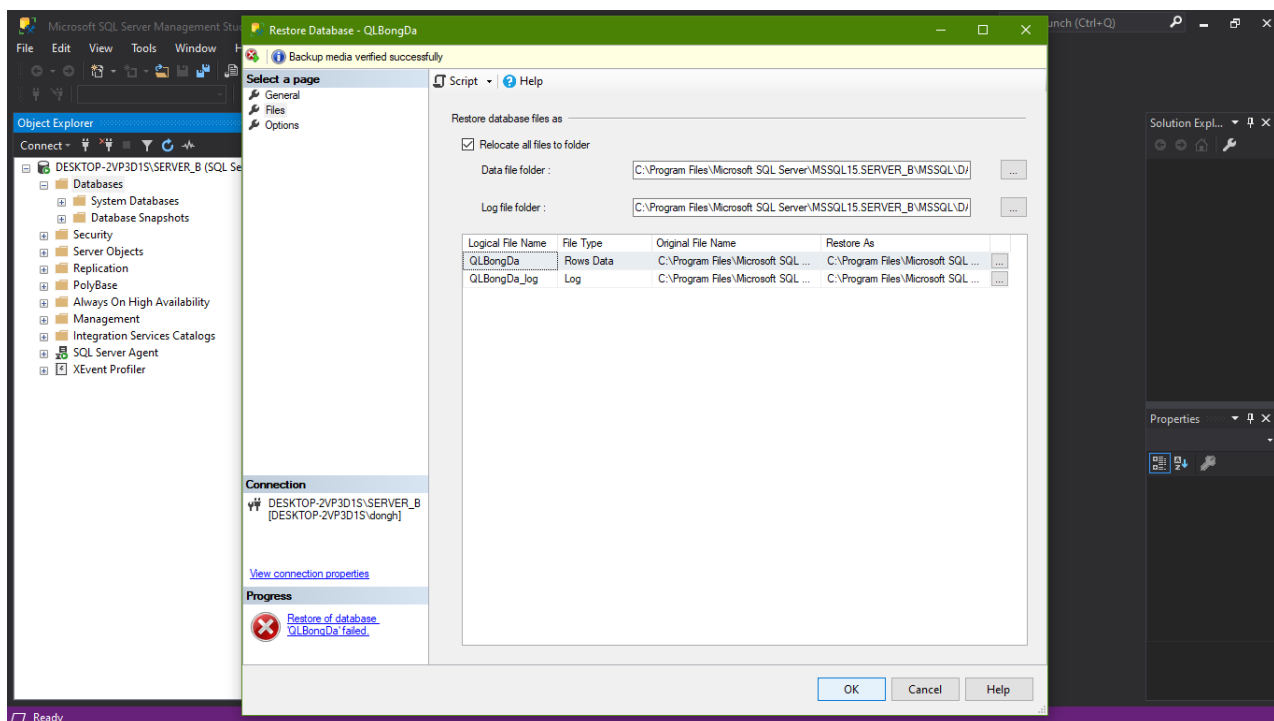 Microsoft SQL Server Management Stu
unch (Ctrl+Q)
File Edit View Tools Window H
Object Explorer
Connect
DESKTOP-2VP3D1S\SERVER_B (SQL Se
Databases
System Databases
Database Snapshots
Security
Server Objects
Replication
PolyBase
Always On High Availability
Management
Integration Services Catalogs
SQL Server Agent
XEvent Profiler
Restore Database - QLBongDa
Backup media verified successfully
Select a page
General
Files
Options
Script Help
Restore database files as
Relocate all files to folder
Data file folder : C:\Program Files\Microsoft SQL Server\MSSQL15.SERVER_B\MSSQL\D/ ...
Log file folder : C:\Program Files\Microsoft SQL Server\MSSQL15.SERVER_B\MSSQL\D/ ...
Logical File Name File Type Original File Name Restore As
QLBongDa Rows Data C:\Program Files\Microsoft SQL ... C:\Program Files\Microsoft SQL ... ...
QLBongDa_log Log C:\Program Files\Microsoft SQL ... C:\Program Files\Microsoft SQL ... ...
Connection
DESKTOP-2VP3D1S\SERVER_B
[DESKTOP-2VP3D1S\dongh]
View connection properties
Progress
Restore of database
'QLBongDa' failed.
OK Cancel Help
Solution Expl...
Properties
Ready